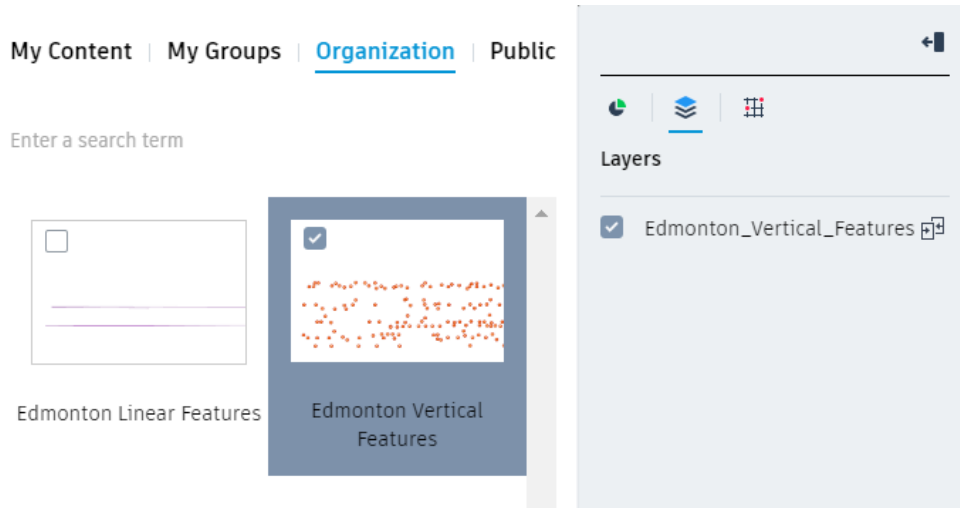 My Content | My Groups | Organization | Public
Enter a search term
Edmonton Linear Features
Edmonton Vertical
Features
Layers
Edmonton_Vertical_Features